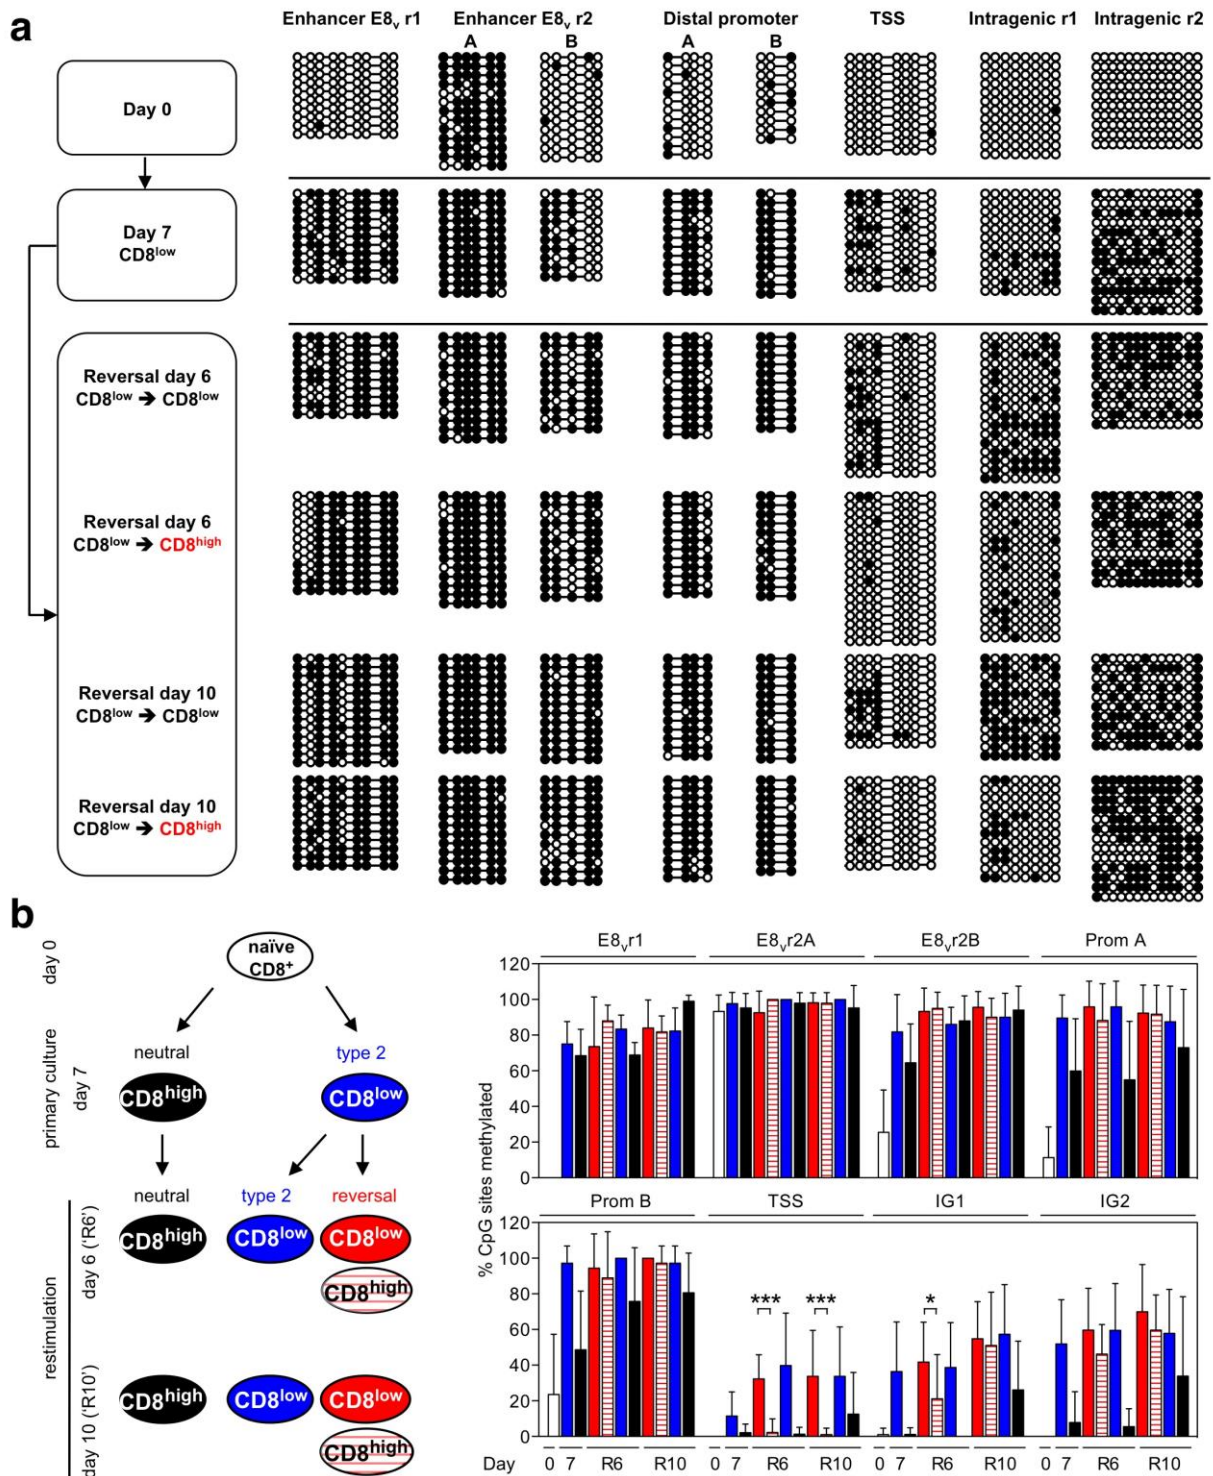 a
Enhancer E8v r1
Enhancer E8v r2
Distal promoter
TSS
Intragenic r1
Intragenic r2
A
B
A
B
Day 0
Day 7
CD8low
Reversal day 6
CD8low ➔ CD8low
Reversal day 6
CD8low ➔ CD8high
Reversal day 10
CD8low ➔ CD8low
Reversal day 10
CD8low ➔ CD8high
b
day 0
naïve
CD8+
primary culture
day 7
neutral
type 2
CD8high
CD8low
restimulation
day 6 ('R6')
neutral
type 2
reversal
CD8high
CD8low
CD8low
CD8high
day 10 ('R10')
CD8high
CD8low
CD8low
CD8high
% CpG sites methylated
E8vr1
E8vr2A
E8vr2B
Prom A
120
100
80
60
40
20
0
Prom B
TSS
IG1
IG2
120
100
80
60
40
20
0
***
***
*
Day
0 7 R6 R10
0 7 R6 R10
0 7 R6 R10
0 7 R6 R10